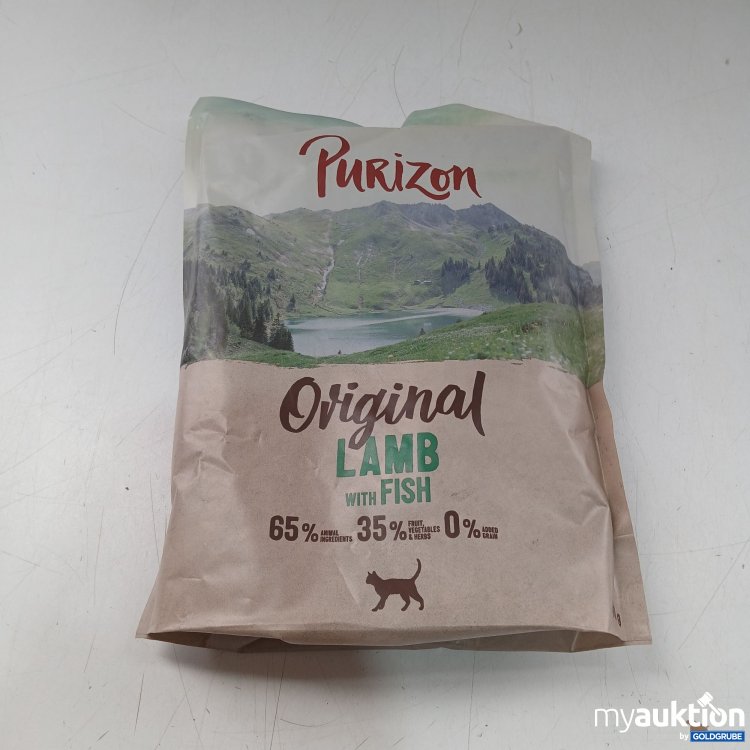 PURIZON
Original
LAMB
WITH FISH
65% ANIMAL INGREDIENTS 35% FRUIT, VEGETABLES & HERBS 0% ADDED GRAIN
myauktion
by GOLDGRUBE